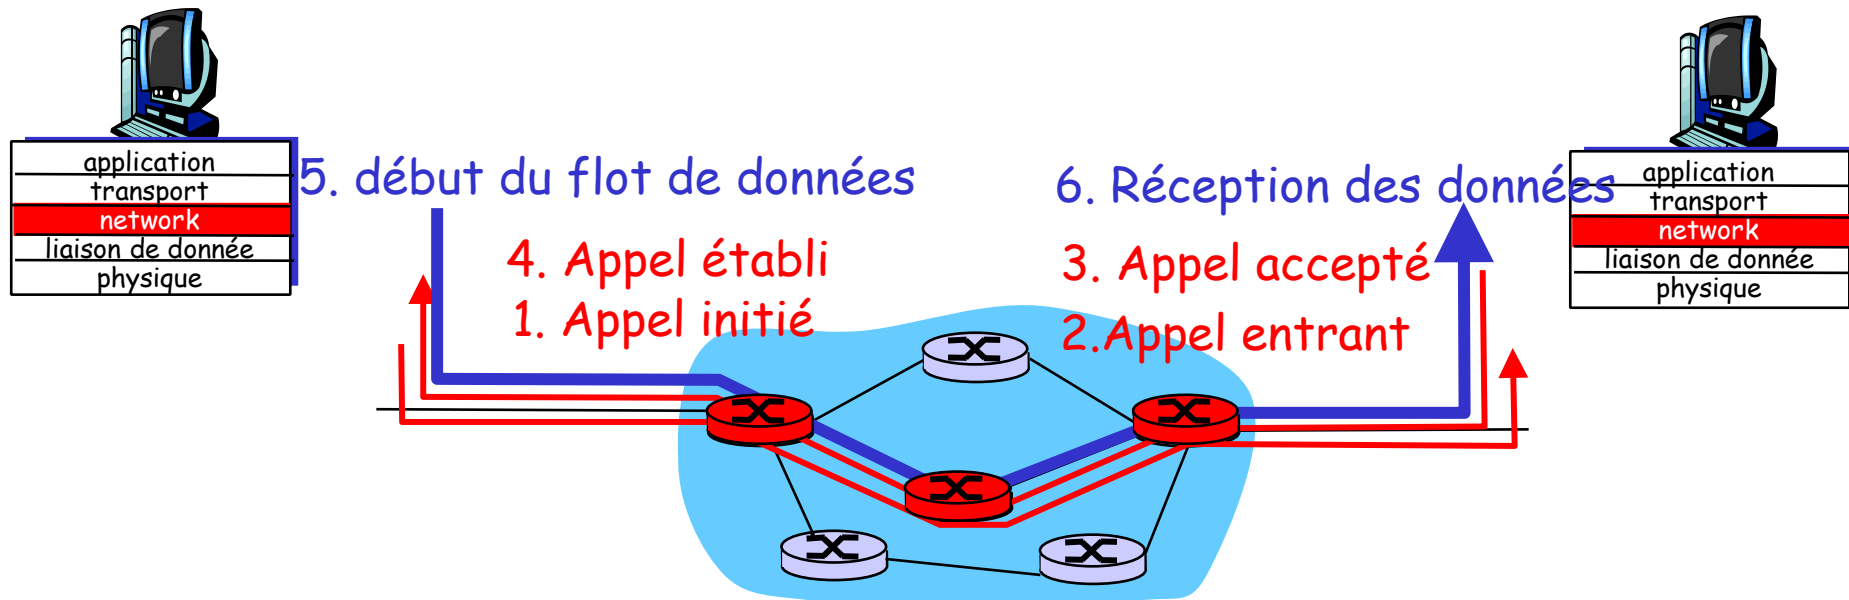 application
transport
network
liaison de donnée
physique
5. début du flot de données
4. Appel établi
1. Appel initié
6. Réception des données
3. Appel accepté
2.Appel entrant
application
transport
network
liaison de donnée
physique